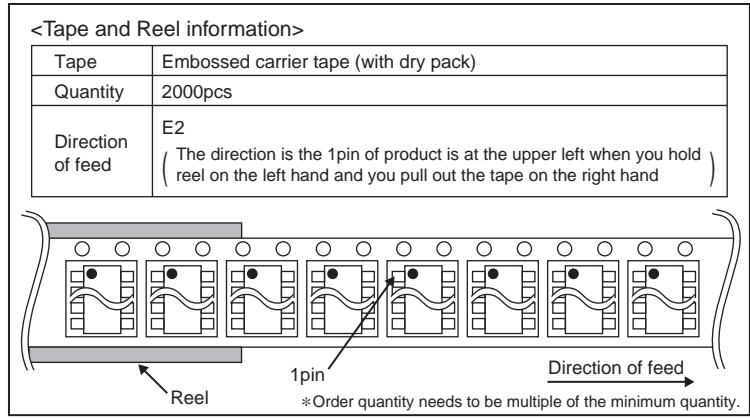 <Tape and Reel information>
Tape
Embossed carrier tape (with dry pack)
Quantity
2000pcs
Direction
of feed
E2
( The direction is the 1pin of product is at the upper left when you hold
reel on the left hand and you pull out the tape on the right hand )
Reel
1pin
Direction of feed
∗Order quantity needs to be multiple of the minimum quantity.